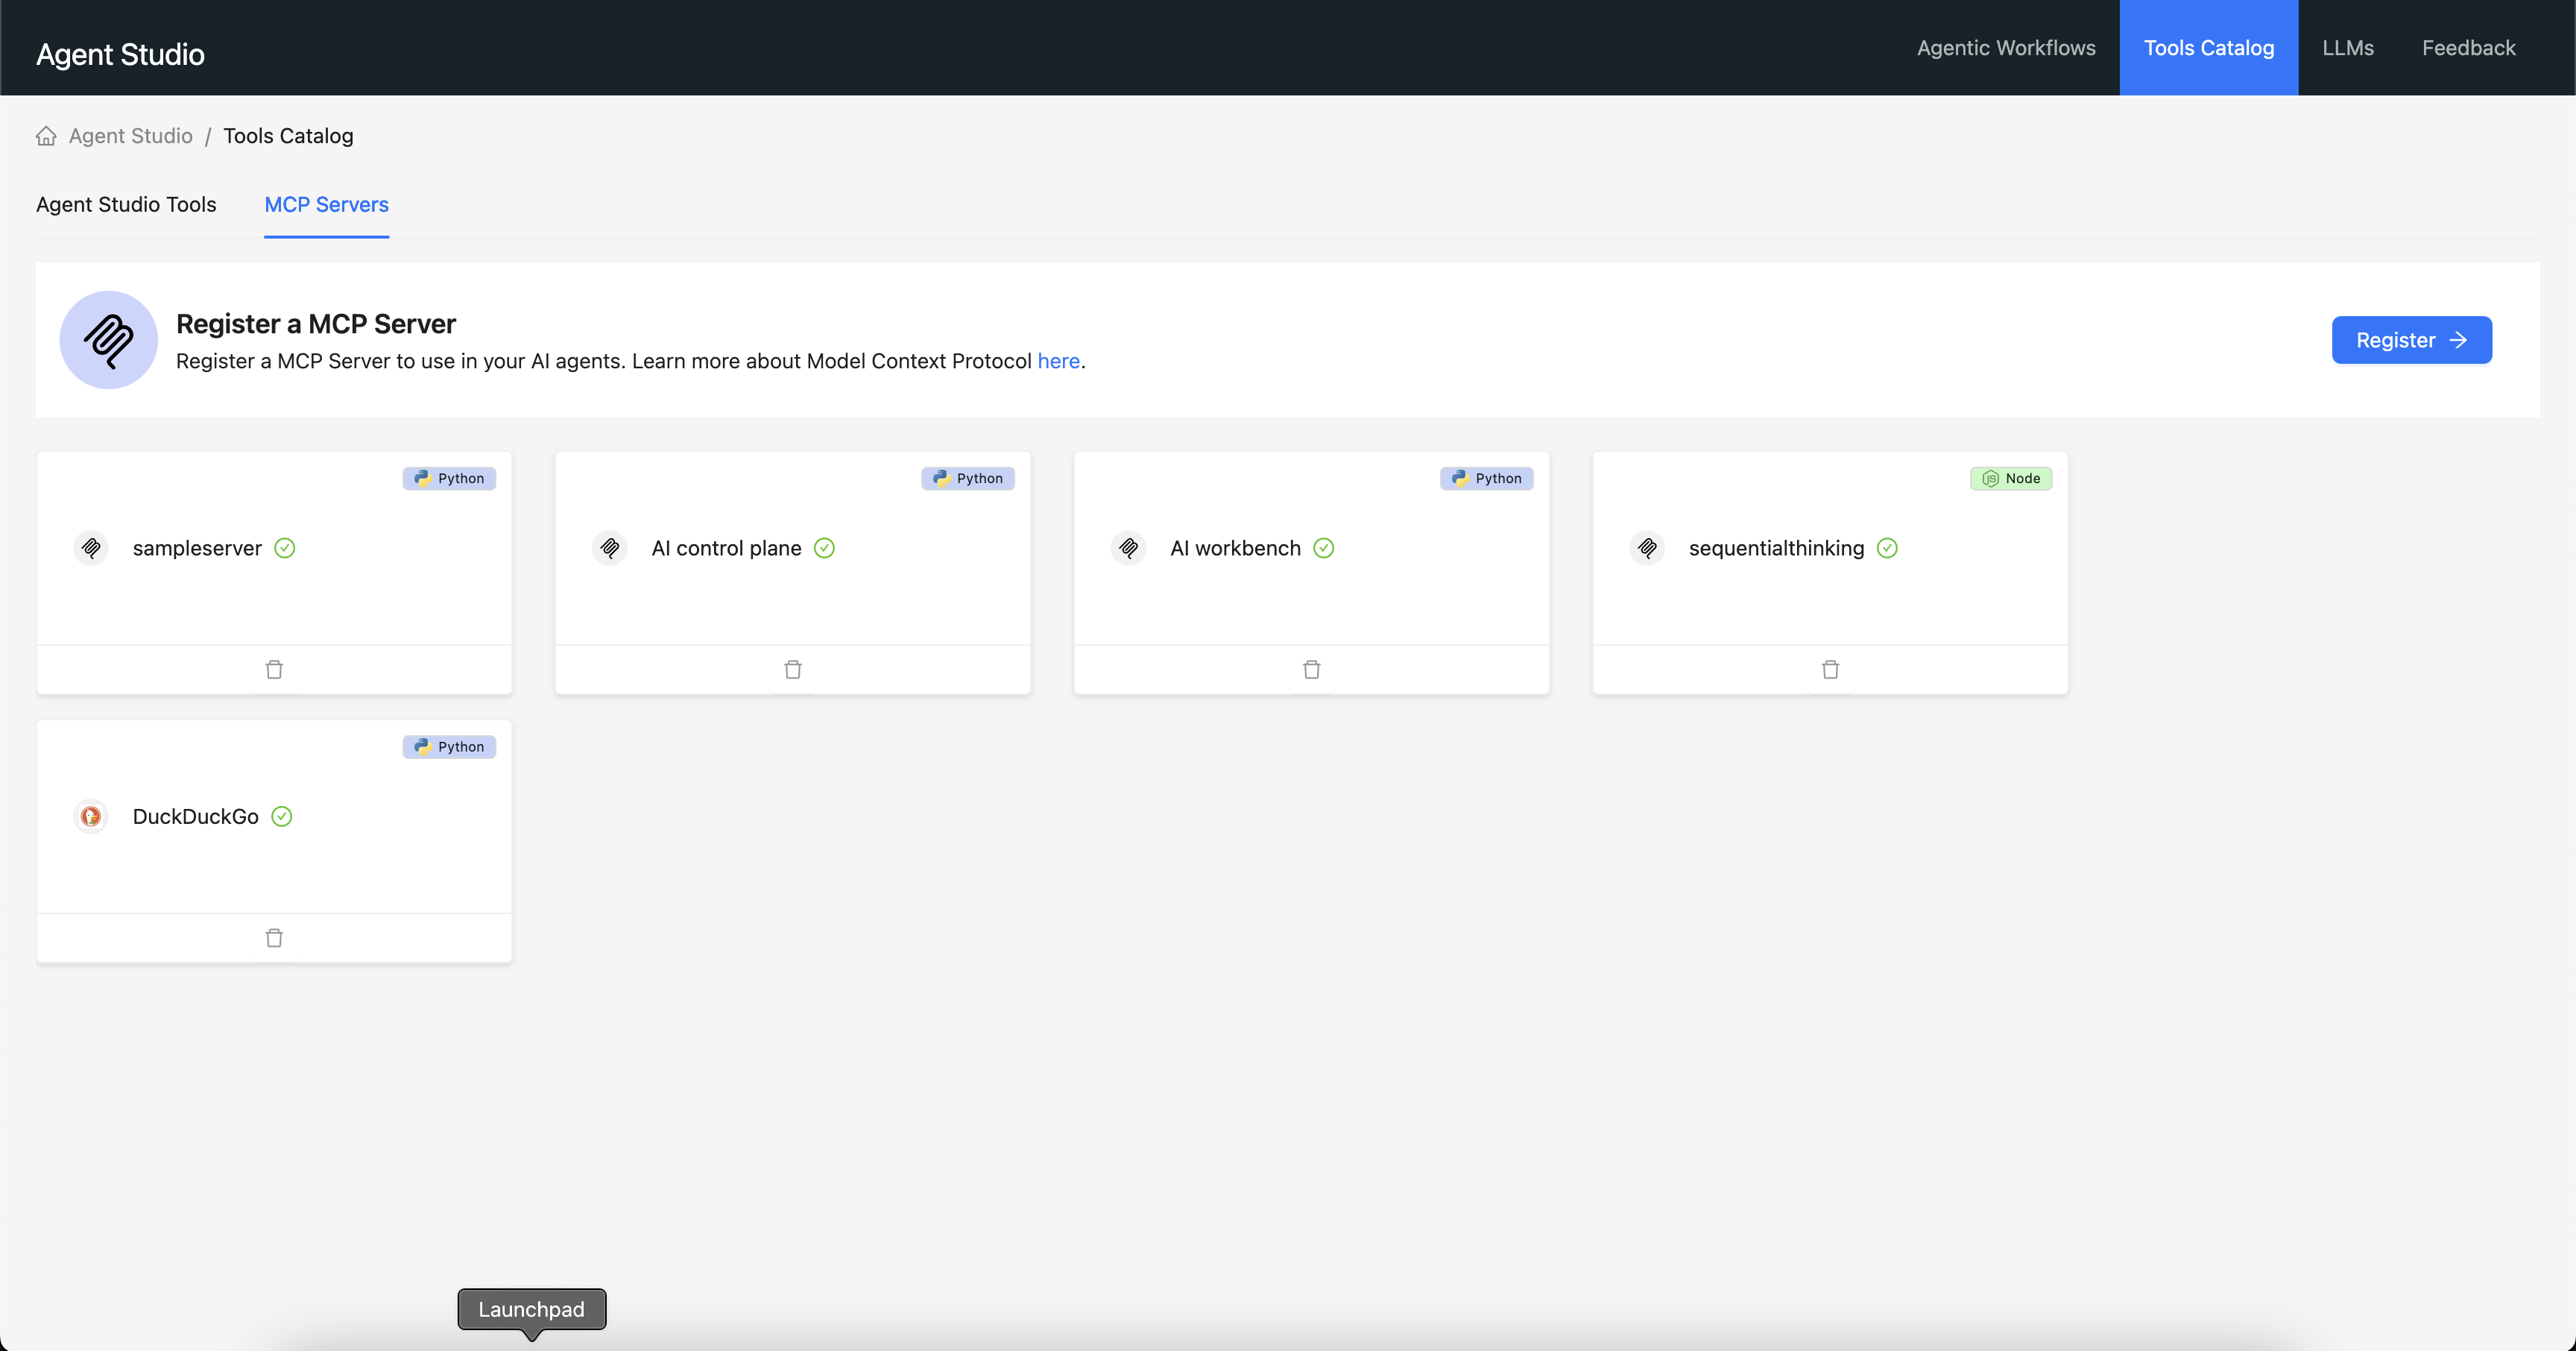 Agent Studio
Agentic Workflows
Tools Catalog
LLMs
Feedback
Agent Studio / Tools Catalog
Agent Studio Tools
MCP Servers
Register a MCP Server
Register a MCP Server to use in your AI agents. Learn more about Model Context Protocol here.
Register
Python
sampleserver
Python
AI control plane
Python
AI workbench
Node
sequentialthinking
Python
DuckDuckGo
Launchpad